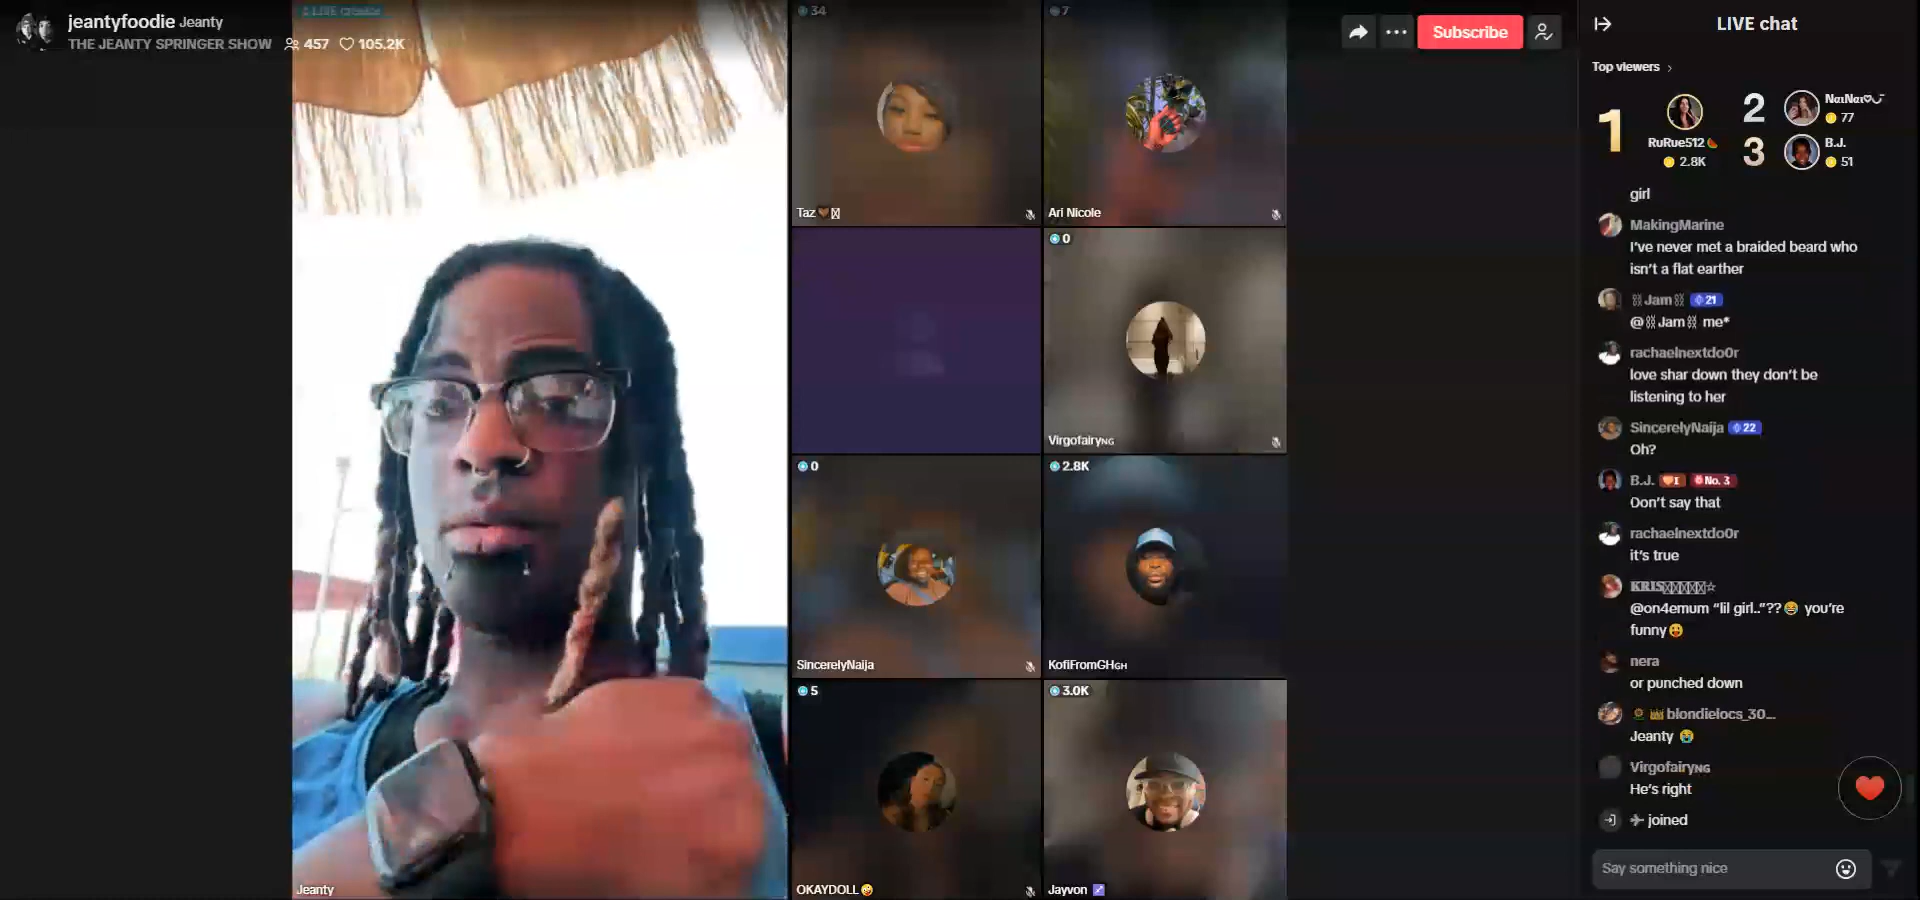 jeantyfoodie Jeanty
THE JEANTY SPRINGER SHOW 457 105.2K
LIVE creator
34
7
Subscribe
Taz
Ari Nicole
0
VirgofairyNG
0
2.8K
SincerelyNaija
KofiFromGHGH
5
3.0K
Jeanty
OKAYDOLL
Jayvon
LIVE chat
Top viewers >
1
RuRue512
2.8K
2
NαιNαι
77
3
B.J.
51
girl
MakingMarine
I've never met a braided beard who
isn't a flat earther
Jam 21
@Jam me*
rachaelnextdo0r
love shar down they don't be
listening to her
SincerelyNaija 22
Oh?
B.J. I No. 3
Don't say that
rachaelnextdo0r
it's true
KRIS
@on4emum "lil girl.."??😂 you're
funny😜
nera
or punched down
blondielocs_30...
Jeanty 😭
VirgofairyNG
He's right
joined
Say something nice